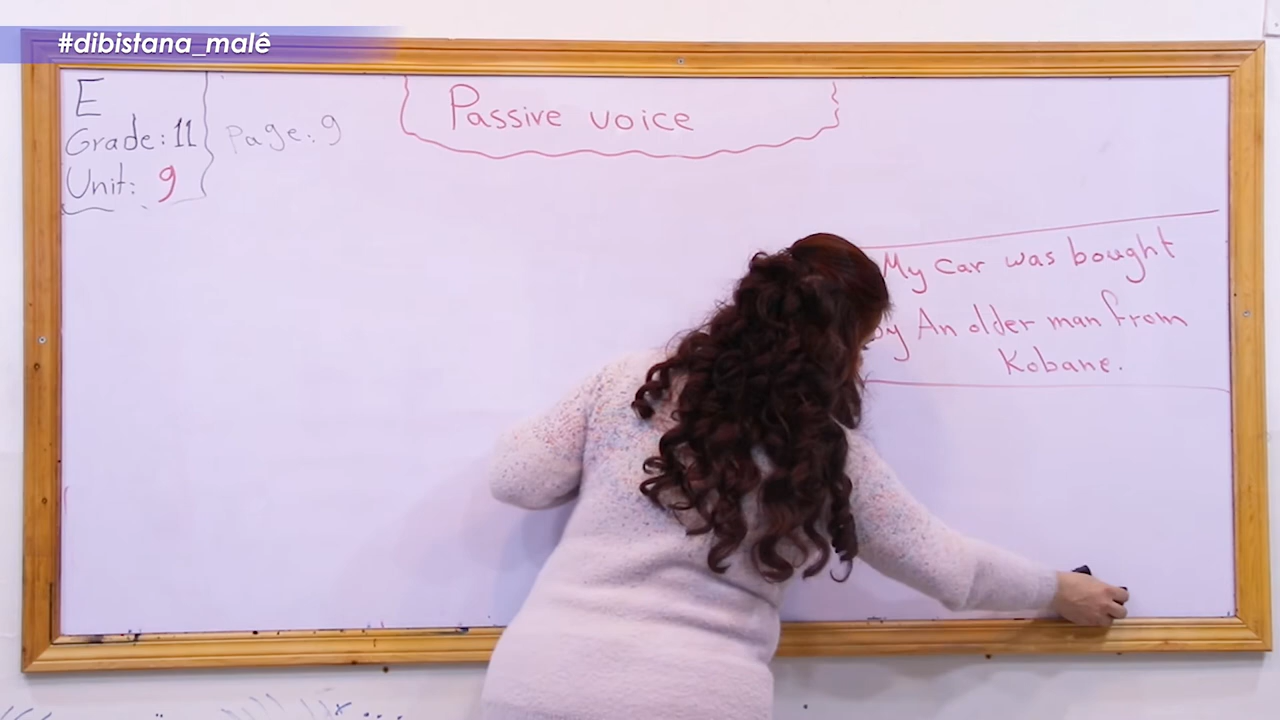 #dibistana_malê
E
Grade: 11
Unit: 9
Page: 9
Passive voice
My car was bought
by An older man from
Kobane.